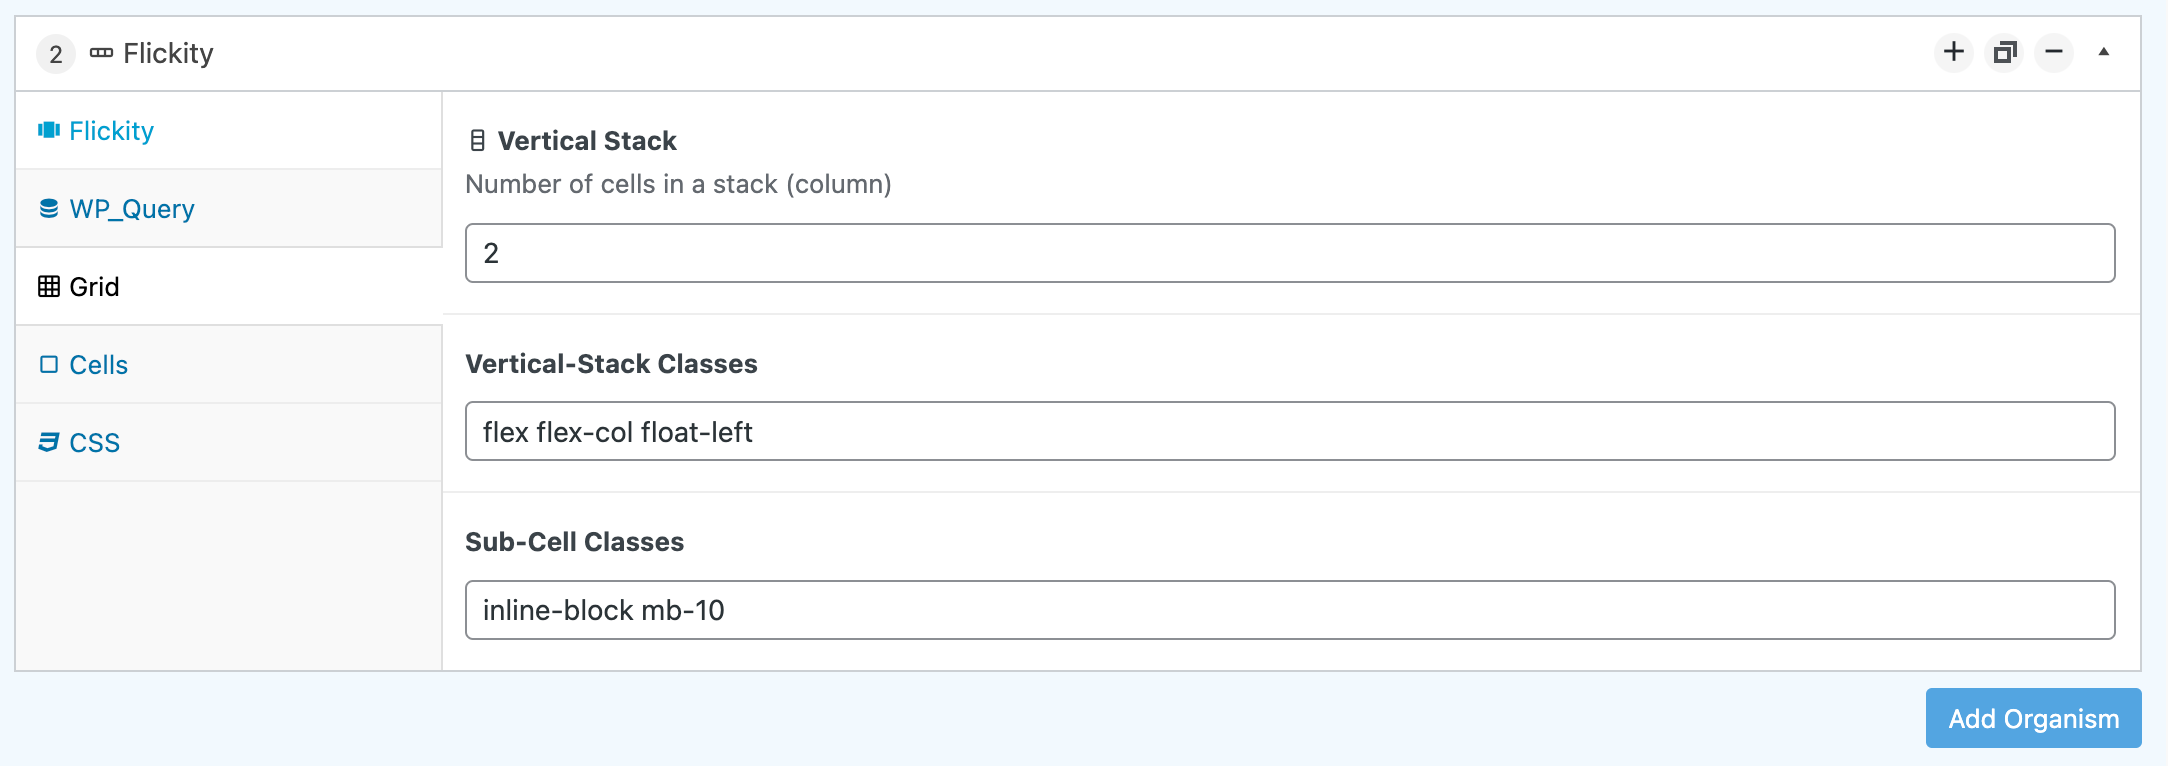 2 Flickity
Flickity
WP_Query
Grid
Cells
CSS
Vertical Stack
Number of cells in a stack (column)
2
Vertical-Stack Classes
flex flex-col float-left
Sub-Cell Classes
inline-block mb-10
Add Organism